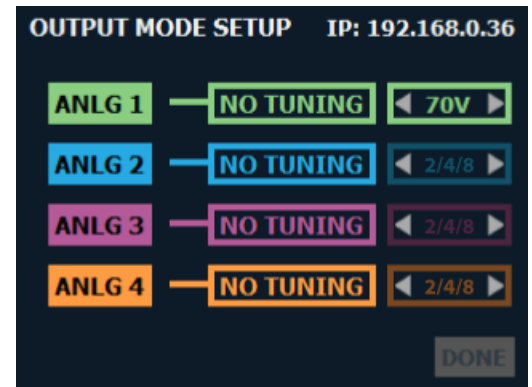 OUTPUT MODE SETUP IP: 192.168.0.36
ANLG 1 NO TUNING 70V
ANLG 2 NO TUNING 2/4/8
ANLG 3 NO TUNING 2/4/8
ANLG 4 NO TUNING 2/4/8
DONE